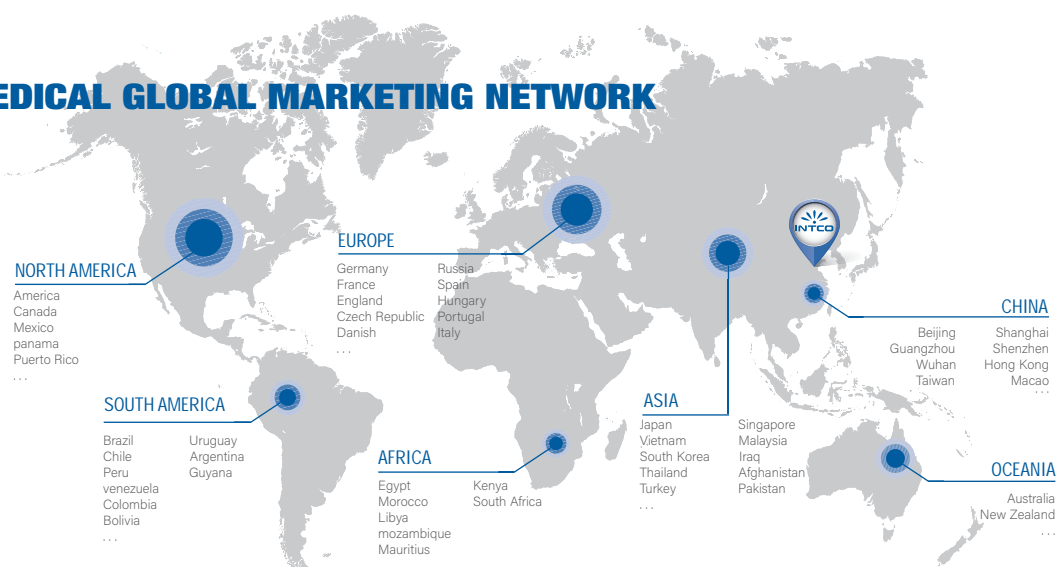 EDICAL GLOBAL MARKETING NETWORK
INTCO
NORTH AMERICA
America
Canada
Mexico
panama
Puerto Rico
...
EUROPE
Germany
France
England
Czech Republic
Danish
...
Russia
Spain
Hungary
Portugal
Italy
CHINA
Beijing
Guangzhou
Wuhan
Taiwan
Shanghai
Shenzhen
Hong Kong
Macao
...
SOUTH AMERICA
Brazil
Chile
Peru
venezuela
Colombia
Bolivia
...
Uruguay
Argentina
Guyana
AFRICA
Egypt
Morocco
Libya
mozambique
Mauritius
Kenya
South Africa
ASIA
Japan
Vietnam
South Korea
Thailand
Turkey
...
Singapore
Malaysia
Iraq
Afghanistan
Pakistan
OCEANIA
Australia
New Zealand
...